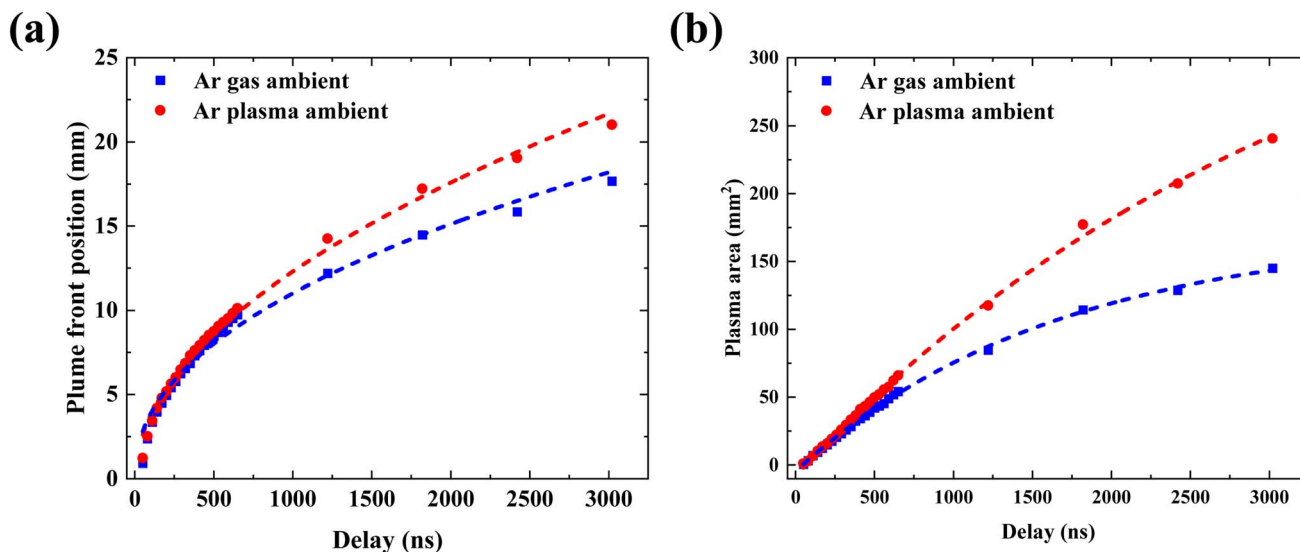 (a)
25
20
15
10
5
0
Plume front position (mm)
Ar gas ambient
Ar plasma ambient
0 500 1000 1500 2000 2500 3000
Delay (ns)
(b)
300
250
200
150
100
50
0
Plasma area (mm²)
Ar gas ambient
Ar plasma ambient
0 500 1000 1500 2000 2500 3000
Delay (ns)